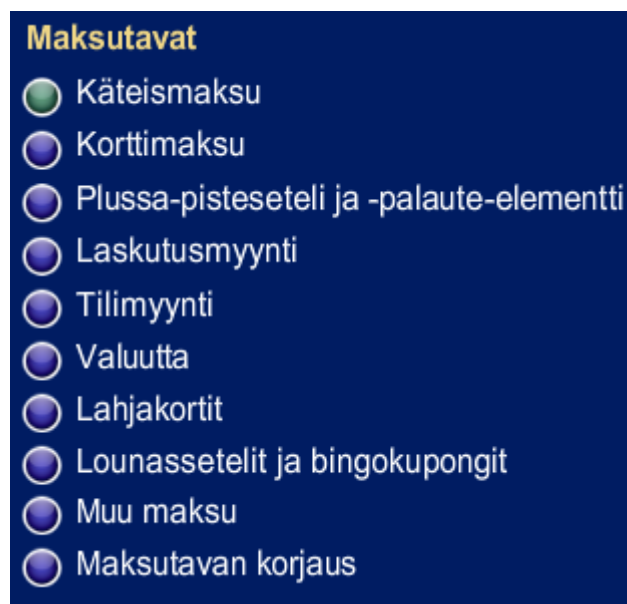 Maksutavat
Käteismaksu
Korttimaksu
Plussa-pisteseteli ja -palaute-elementti
Laskutusmyynti
Tilimyynti
Valuutta
Lahjakortit
Lounassetelit ja bingokupongit
Muu maksu
Maksutavan korjaus